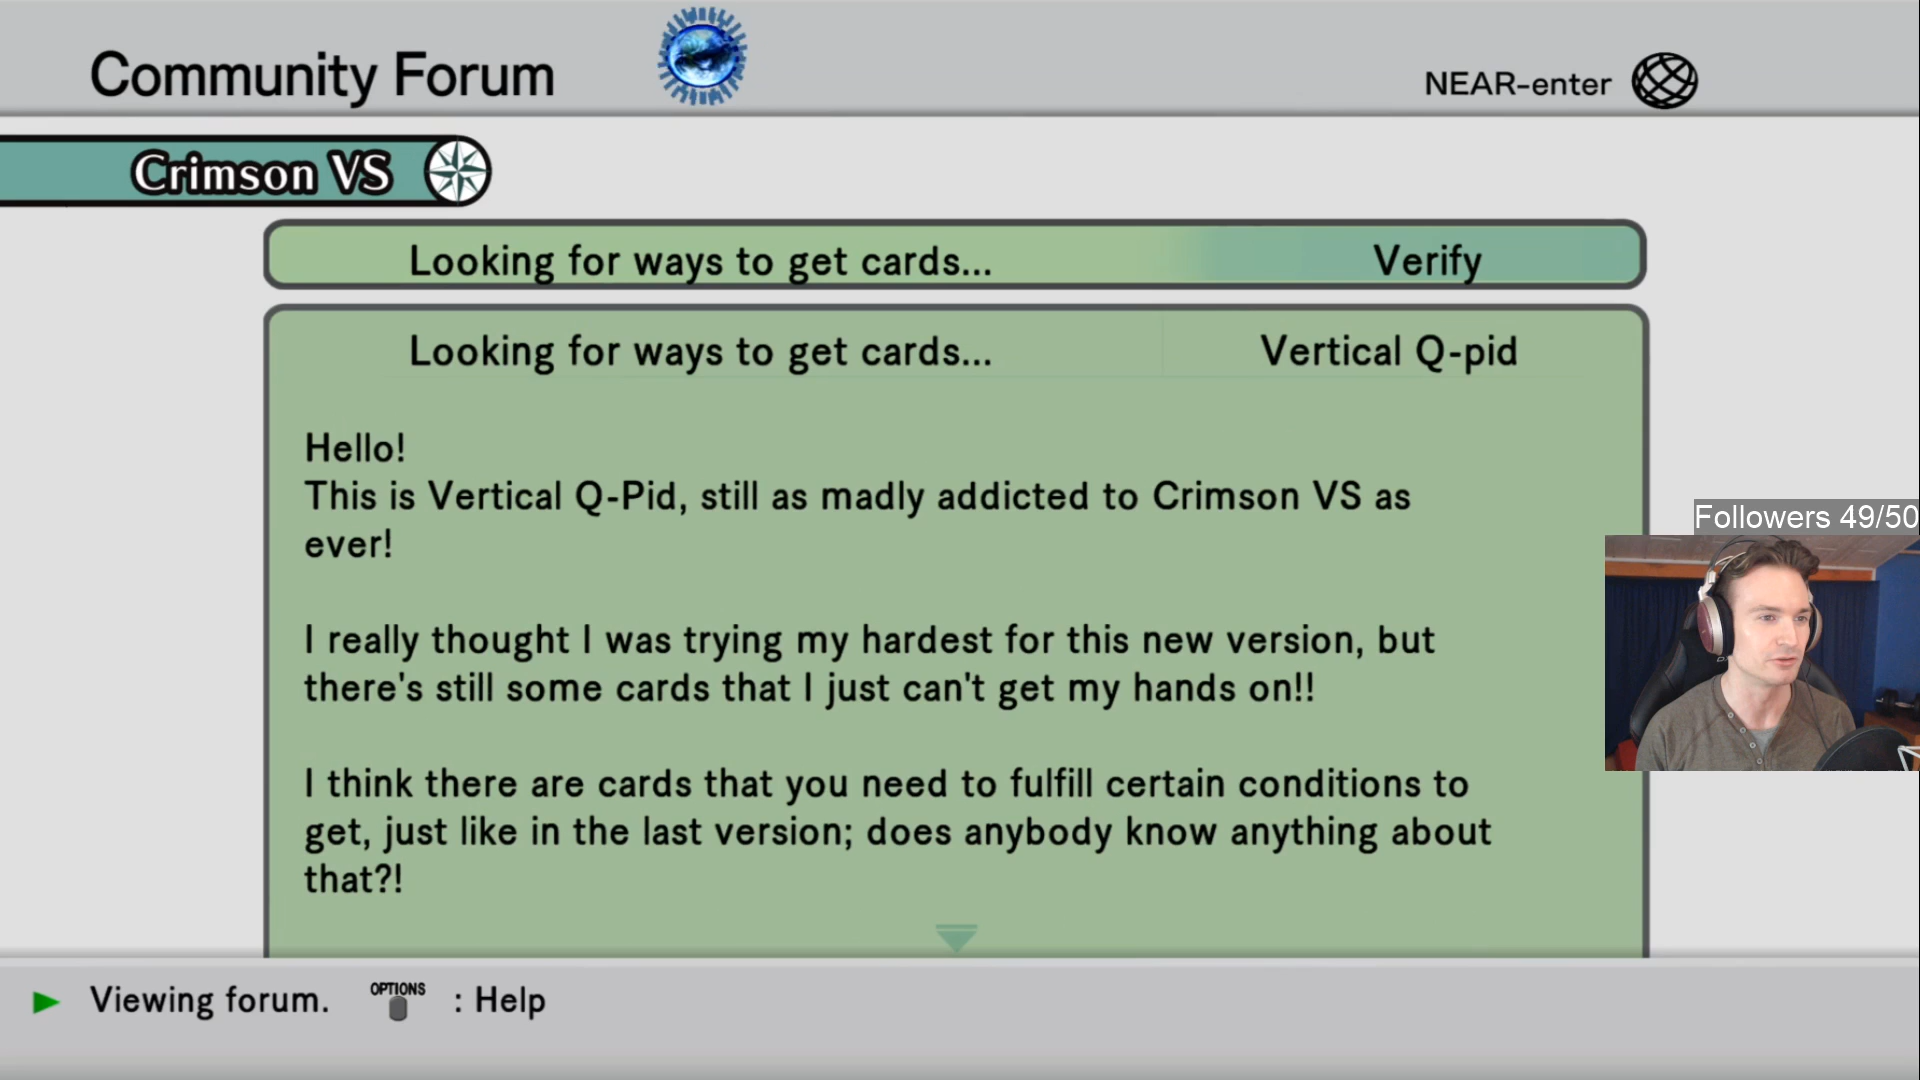 Community Forum
NEAR-enter
Crimson VS
Looking for ways to get cards... Verify
Looking for ways to get cards... Vertical Q-pid
Hello!
This is Vertical Q-Pid, still as madly addicted to Crimson VS as
ever!
I really thought I was trying my hardest for this new version, but
there's still some cards that I just can't get my hands on!!
I think there are cards that you need to fulfill certain conditions to
get, just like in the last version; does anybody know anything about
that?!
Followers 49/50
Viewing forum. OPTIONS : Help